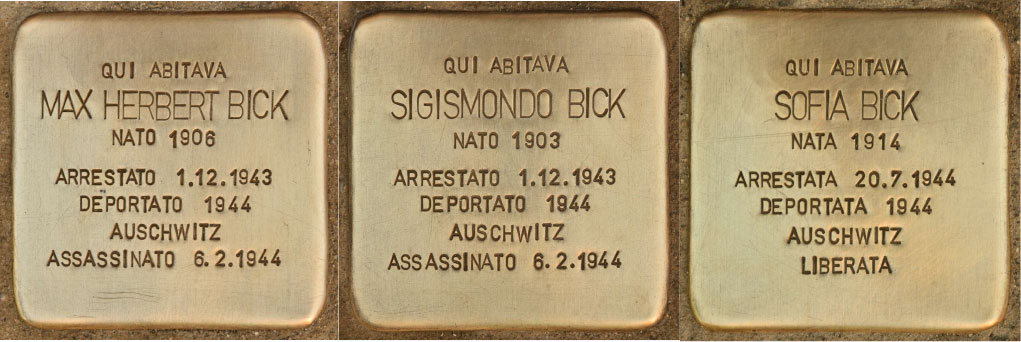 QUI ABITAVA
MAX HERBERT BICK
NATO 1906
ARRESTATO 1.12.1943
DEPORTATO 1944
AUSCHWITZ
ASSASSINATO 6.2.1944
QUI ABITAVA
SIGISMONDO BICK
NATO 1903
ARRESTATO 1.12.1943
DEPORTATO 1944
AUSCHWITZ
ASSASSINATO 6.2.1944
QUI ABITAVA
SOFIA BICK
NATA 1914
ARRESTATA 20.7.1944
DEPORTATA 1944
AUSCHWITZ
LIBERATA